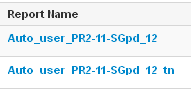 Report Name
Auto_user_PR2-11-SGpd_12
Auto_user_PR2-11-SGpd_12_tn